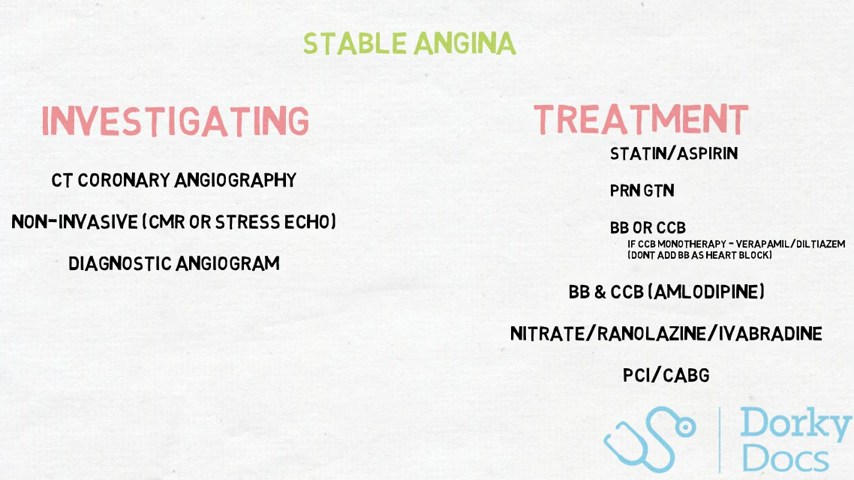 STABLE ANGINA
INVESTIGATING
CT CORONARY ANGIOGRAPHY
NON-INVASIVE (CMR OR STRESS ECHO)
DIAGNOSTIC ANGIOGRAM
TREATMENT
STATIN/ASPIRIN
PRN GTN
BB OR CCB
IF CCB MONOTHERAPY - VERAPAMIL/DILTIAZEM
(DONT ADD BB AS HEART BLOCK)
BB & CCB (AMLODIPINE)
NITRATE/RANOLAZINE/IVABRADINE
PCI/CABG
Dorky
Docs